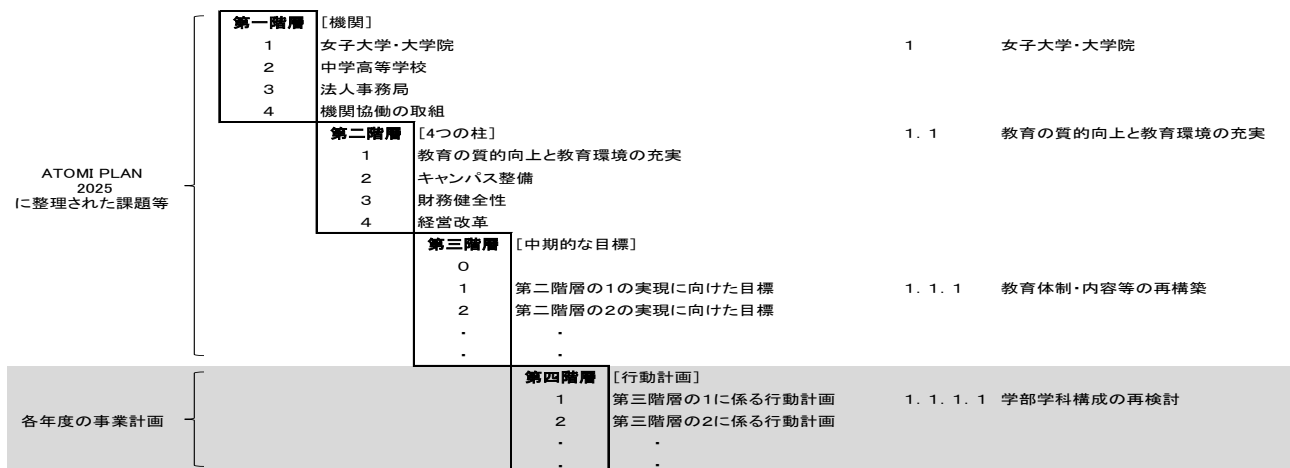 第一階層 [機関]
1 女子大学・大学院 1 女子大学・大学院
2 中学高等学校
3 法人事務局
4 機関協働の取組
第二階層 [4つの柱] 1. 1 教育の質的向上と教育環境の充実
1 教育の質的向上と教育環境の充実
2 キャンパス整備
3 財務健全性
4 経営改革
ATOMI PLAN
2025
に整理された課題等
第三階層 [中期的な目標]
0
1 第二階層の1の実現に向けた目標 1. 1. 1 教育体制・内容等の再構築
2 第二階層の2の実現に向けた目標
・ ・
・ ・
第四階層 [行動計画]
1 第三階層の1に係る行動計画 1. 1. 1. 1 学部学科構成の再検討
各年度の事業計画 2 第三階層の2に係る行動計画
・ ・
・ ・